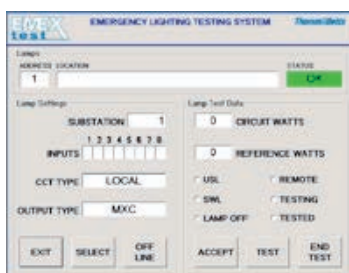 EMEX test
EMERGENCY LIGHTING TESTING SYSTEM
Lamps
ADDRESS LOCATION STATUS
1 OK
Lamp Settings
SUBSTATION 1
1 2 3 4 5 6 7 8
INPUTS
CCT TYPE LOCAL
OUTPUT TYPE MXC
EXIT SELECT OFF LINE
Lamp Test Data
0 CIRCUIT WATTS
0 REFERENCE WATTS
USL REMOTE
SWL TESTING
LAMP OFF TESTED
ACCEPT TEST END TEST